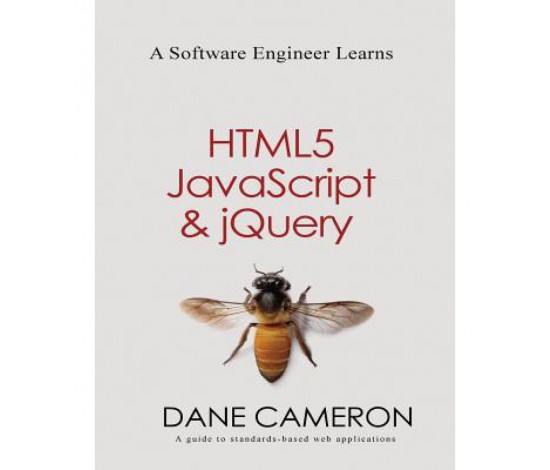 A Software Engineer Learns
HTML5
JavaScript
& jQuery
DANE CAMERON
A guide to standards-based web applications